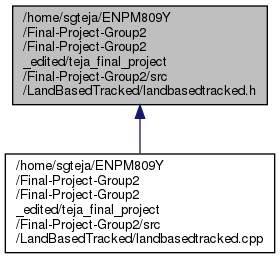 /home/sgteja/ENPM809Y
/Final-Project-Group2
/Final-Project-Group2
_edited/teja_final_project
/Final-Project-Group2/src
/LandBasedTracked/landbasedtracked.h
/home/sgteja/ENPM809Y
/Final-Project-Group2
/Final-Project-Group2
_edited/teja_final_project
/Final-Project-Group2/src
/LandBasedTracked/landbasedtracked.cpp